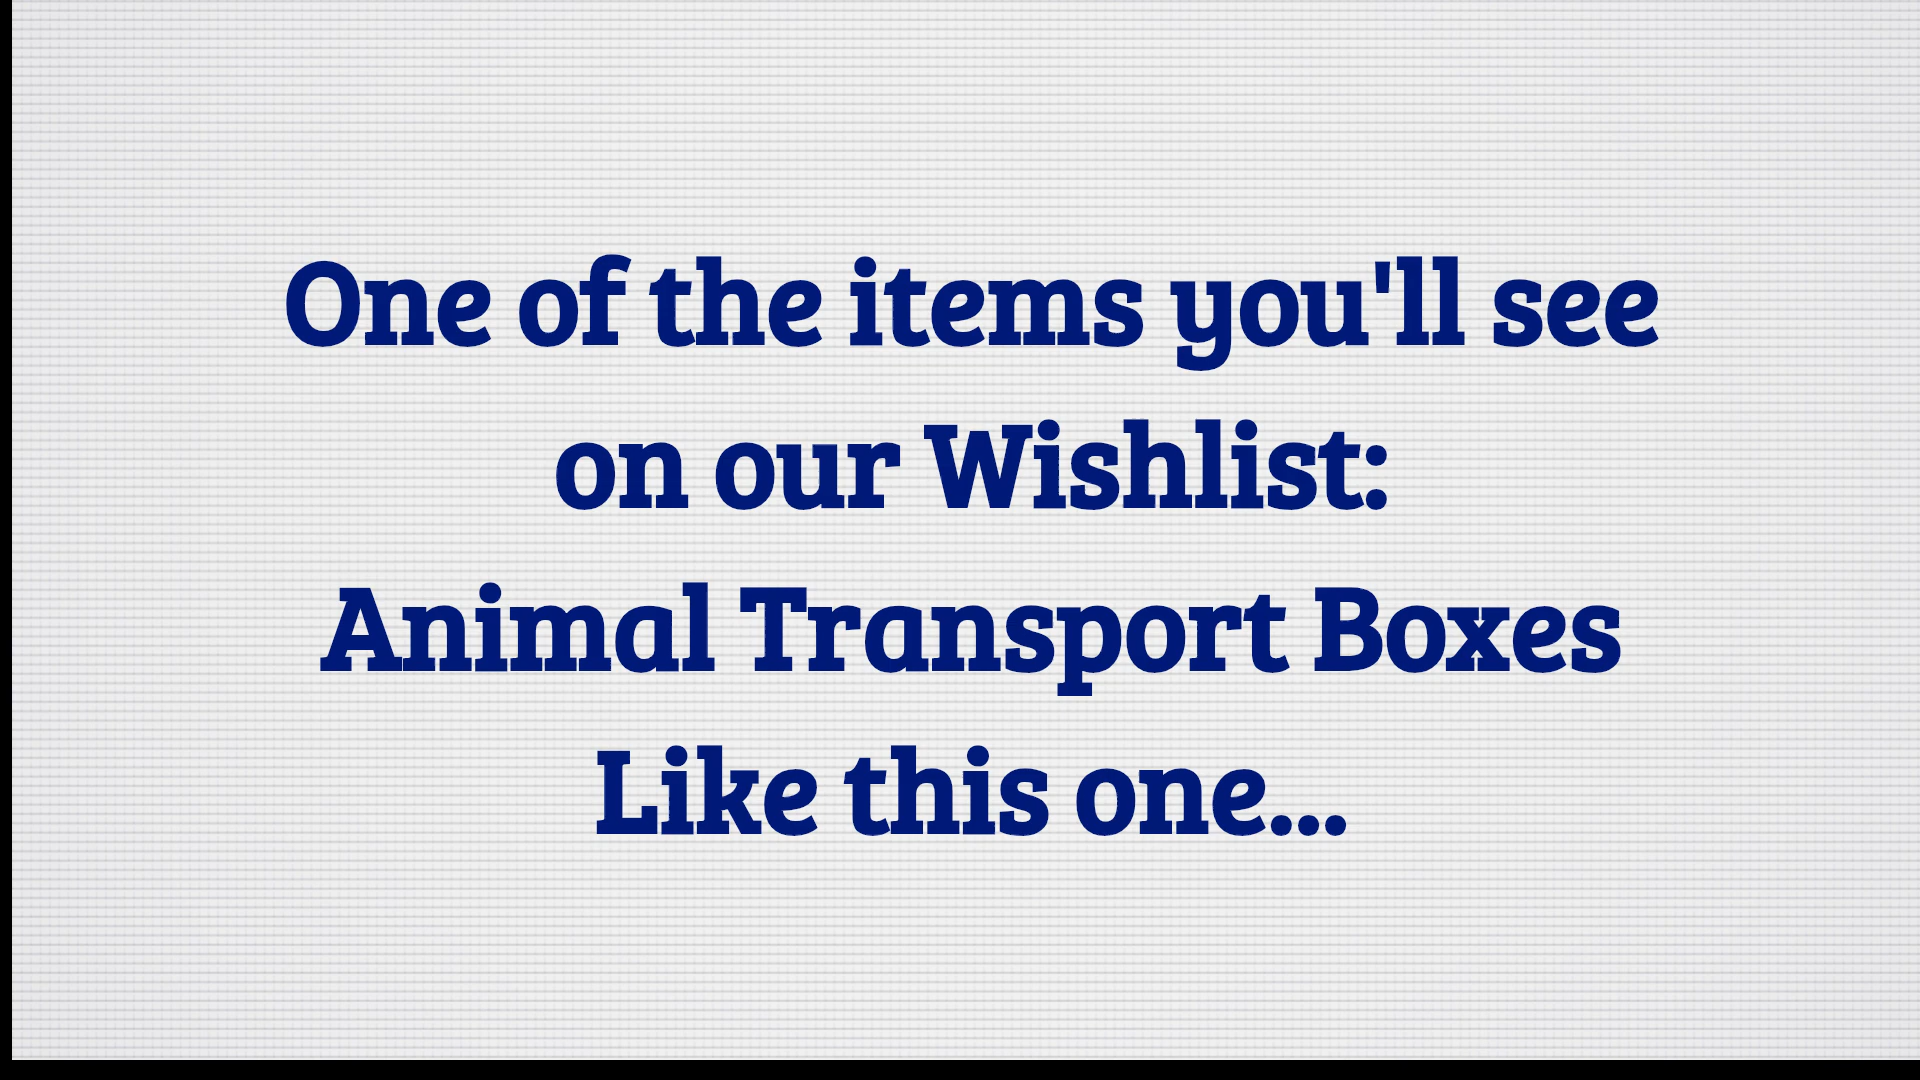 One of the items you'll see
on our Wishlist:
Animal Transport Boxes
Like this one...